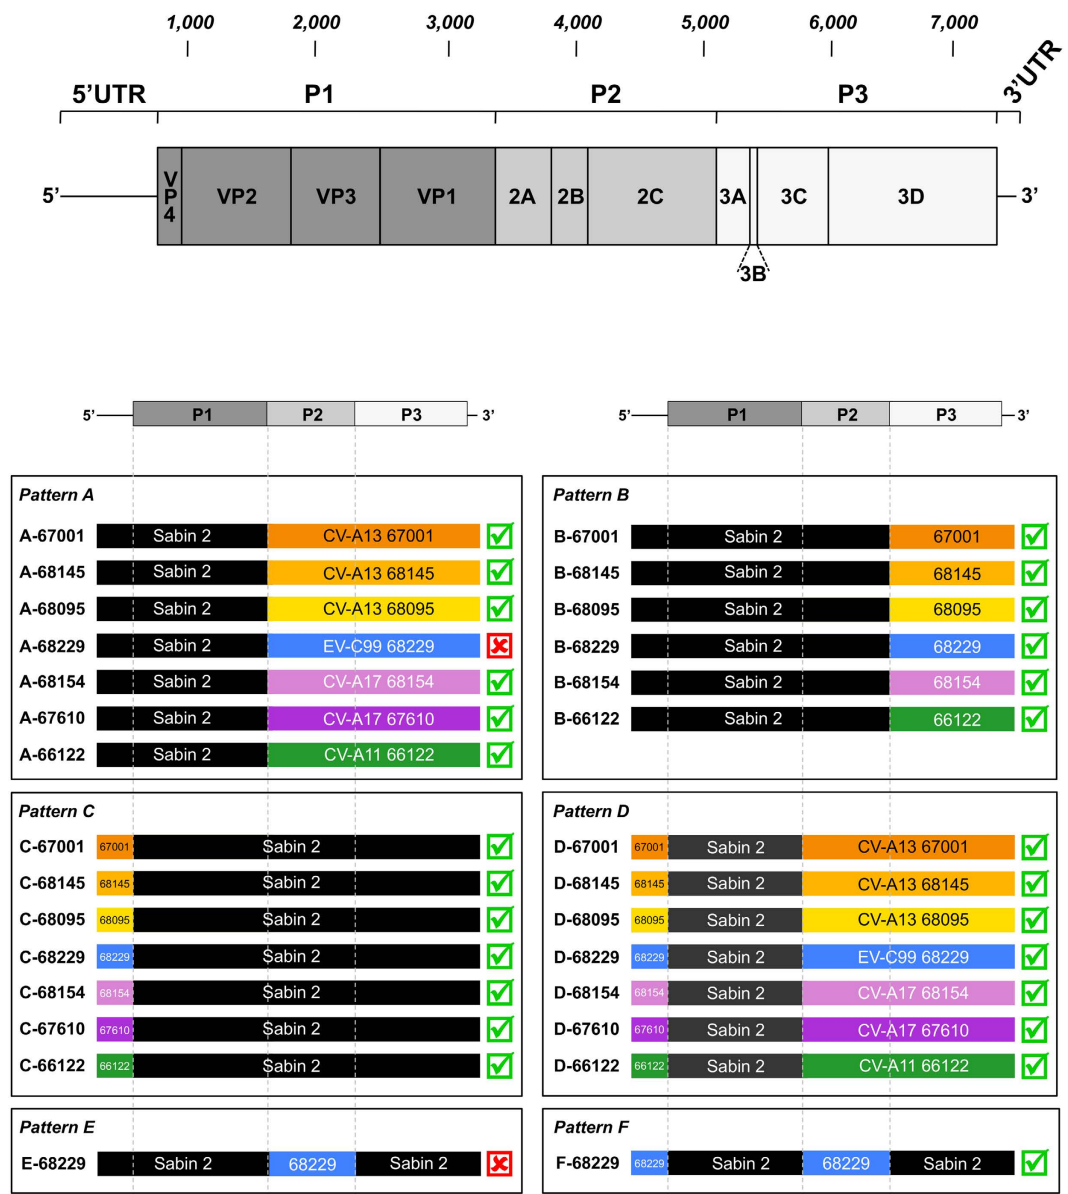 1,000 2,000 3,000 4,000 5,000 6,000 7,000
5’UTR P1 P2 P3 3’UTR
5’ VP4 VP2 VP3 VP1 2A 2B 2C 3A 3C 3D 3’
3B
5’ P1 P2 P3 3’
5’ P1 P2 P3 3’
Pattern A
A-67001 Sabin 2 CV-A13 67001
A-68145 Sabin 2 CV-A13 68145
A-68095 Sabin 2 CV-A13 68095
A-68229 Sabin 2 EV-C99 68229
A-68154 Sabin 2 CV-A17 68154
A-67610 Sabin 2 CV-A17 67610
A-66122 Sabin 2 CV-A11 66122
Pattern B
B-67001 Sabin 2 67001
B-68145 Sabin 2 68145
B-68095 Sabin 2 68095
B-68229 Sabin 2 68229
B-68154 Sabin 2 68154
B-66122 Sabin 2 66122
Pattern C
C-67001 67001 Sabin 2
C-68145 68145 Sabin 2
C-68095 68095 Sabin 2
C-68229 68229 Sabin 2
C-68154 68154 Sabin 2
C-67610 67610 Sabin 2
C-66122 66122 Sabin 2
Pattern D
D-67001 67001 Sabin 2 CV-A13 67001
D-68145 68145 Sabin 2 CV-A13 68145
D-68095 68095 Sabin 2 CV-A13 68095
D-68229 68229 Sabin 2 EV-C99 68229
D-68154 68154 Sabin 2 CV-A17 68154
D-67610 67610 Sabin 2 CV-A17 67610
D-66122 66122 Sabin 2 CV-A11 66122
Pattern E
E-68229 Sabin 2 68229 Sabin 2
Pattern F
F-68229 68229 Sabin 2 68229 Sabin 2